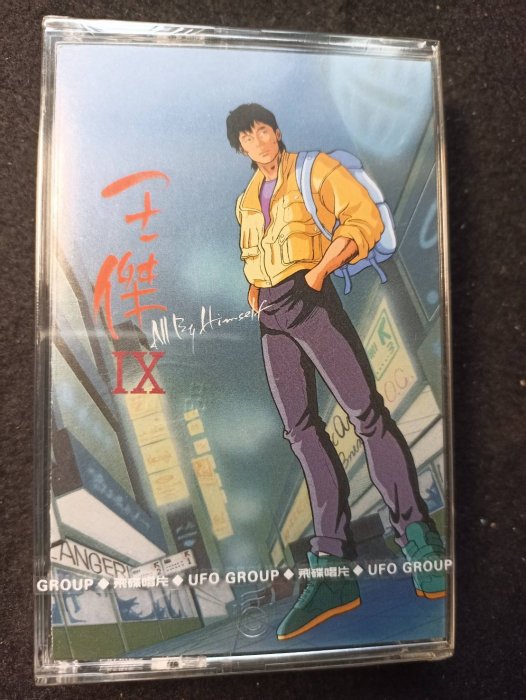 王
傑
All By Himself
IX
K
O.C.
ANGER
GROUP ◆ 飛碟唱片 ◆ UFO GROUP ◆ 飛碟唱片 ◆ UFO GROUP